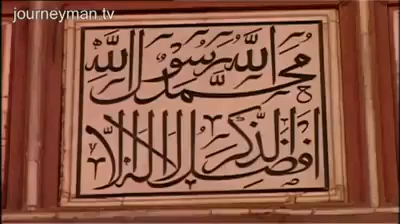 journeyman.tv
الله محمد رسول الله
افضل الذكر لا اله الا